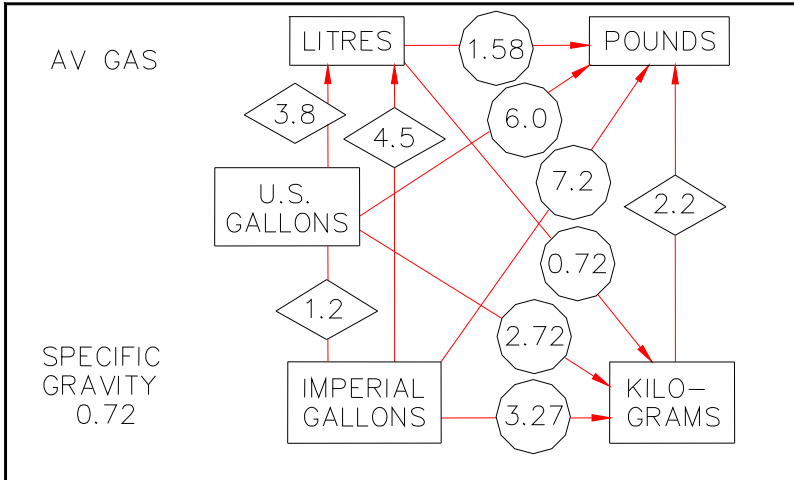 AV GAS
LITRES
1.58
POUNDS
3.8
4.5
6.0
7.2
2.2
U.S.
GALLONS
0.72
1.2
2.72
SPECIFIC
GRAVITY
0.72
IMPERIAL
GALLONS
3.27
KILO-
GRAMS